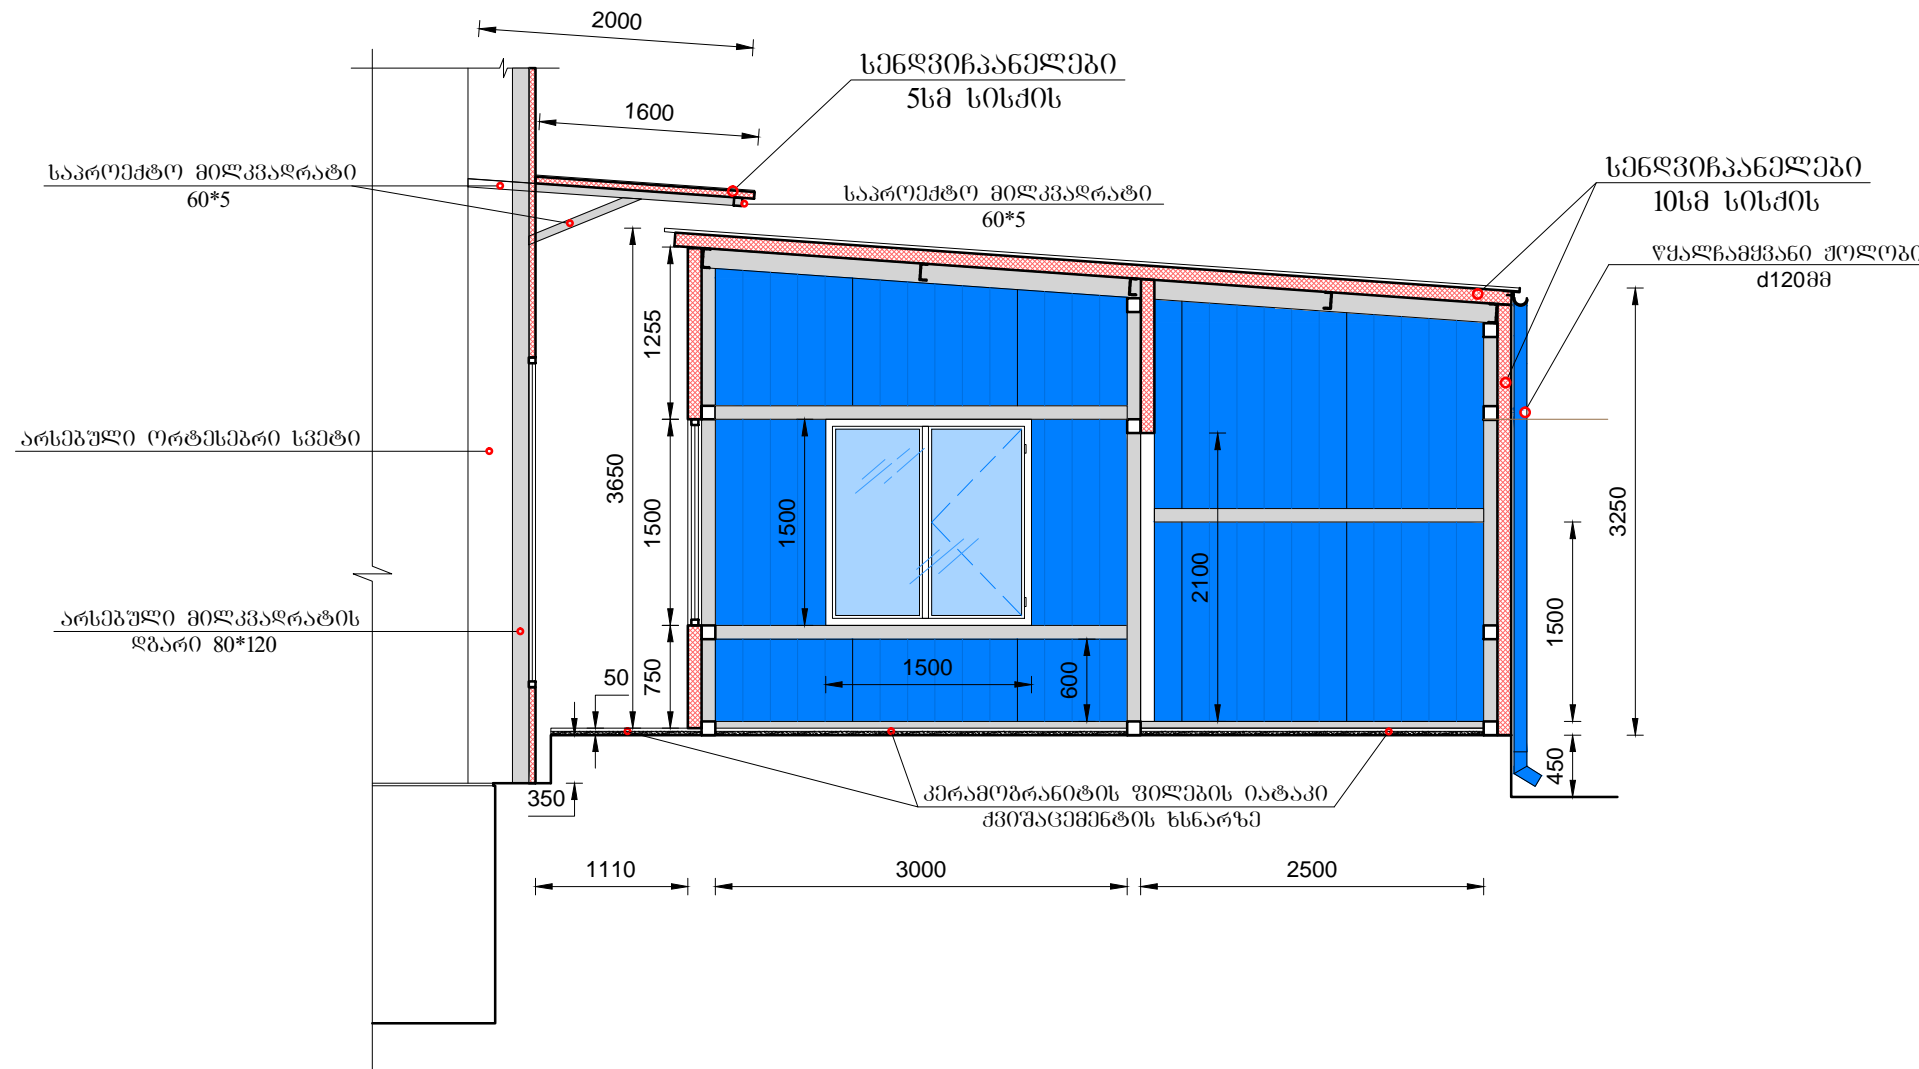 2000
სენდვიჩპანელები
5სმ სისქის
1600
საპროექტო მილკვადრატი
60*5
საპროექტო მილკვადრატი
60*5
სენდვიჩპანელები
10სმ სისქის
წყალჩამყვანი ჟოლობი
d120მმ
1255
3650
1500
1500
2100
3250
1500
არსებული ორტესებრი სვეტი
არსებული მილკვადრატის
დგარი 80*120
50
750
1500
600
450
350
კერამოგრანიტის ფილების იატაკი
ქვიშაცემენტის ხსნარზე
1110
3000
2500